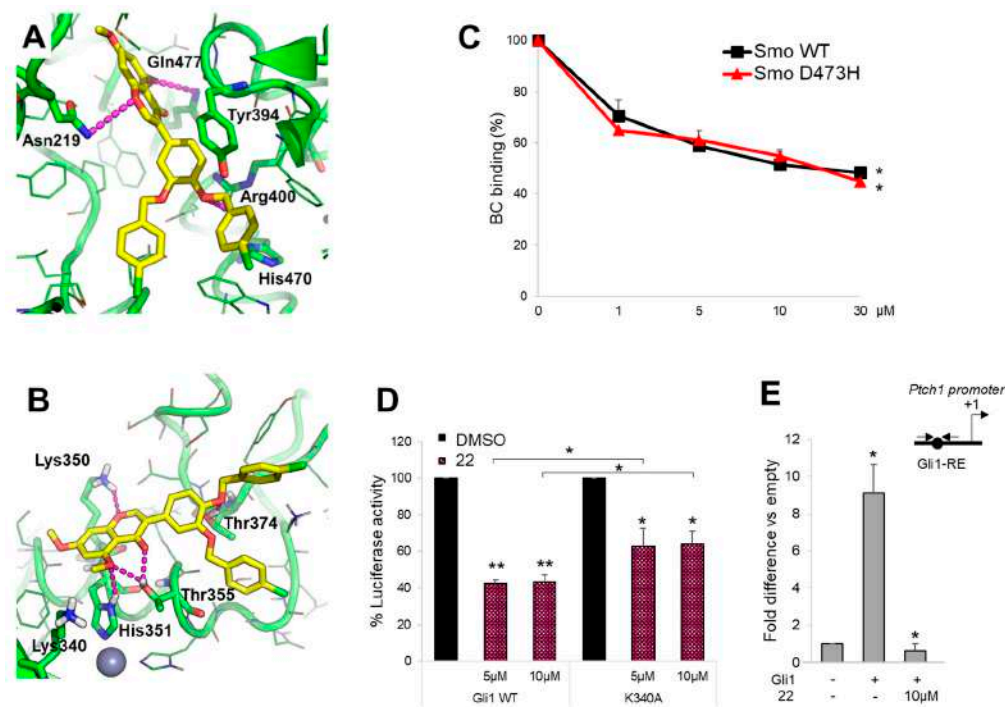 A
Gln477
Asn219
Tyr394
Arg400
His470
C
Smo WT
Smo D473H
BC binding (%)
100
80
60
40
20
0
*
*
0 1 5 10 30 µM
B
Lys350
Thr374
Thr355
His351
Lys340
D
DMSO
22
% Luciferase activity
120
100
80
60
40
20
0
*
*
** **
* *
5µM 10µM 5µM 10µM
Gli1 WT K340A
E
Ptch1 promoter
+1
Gli1-RE
Fold difference vs empty
12
10
8
6
4
2
0
*
*
Gli1 - + +
22 - - 10µM